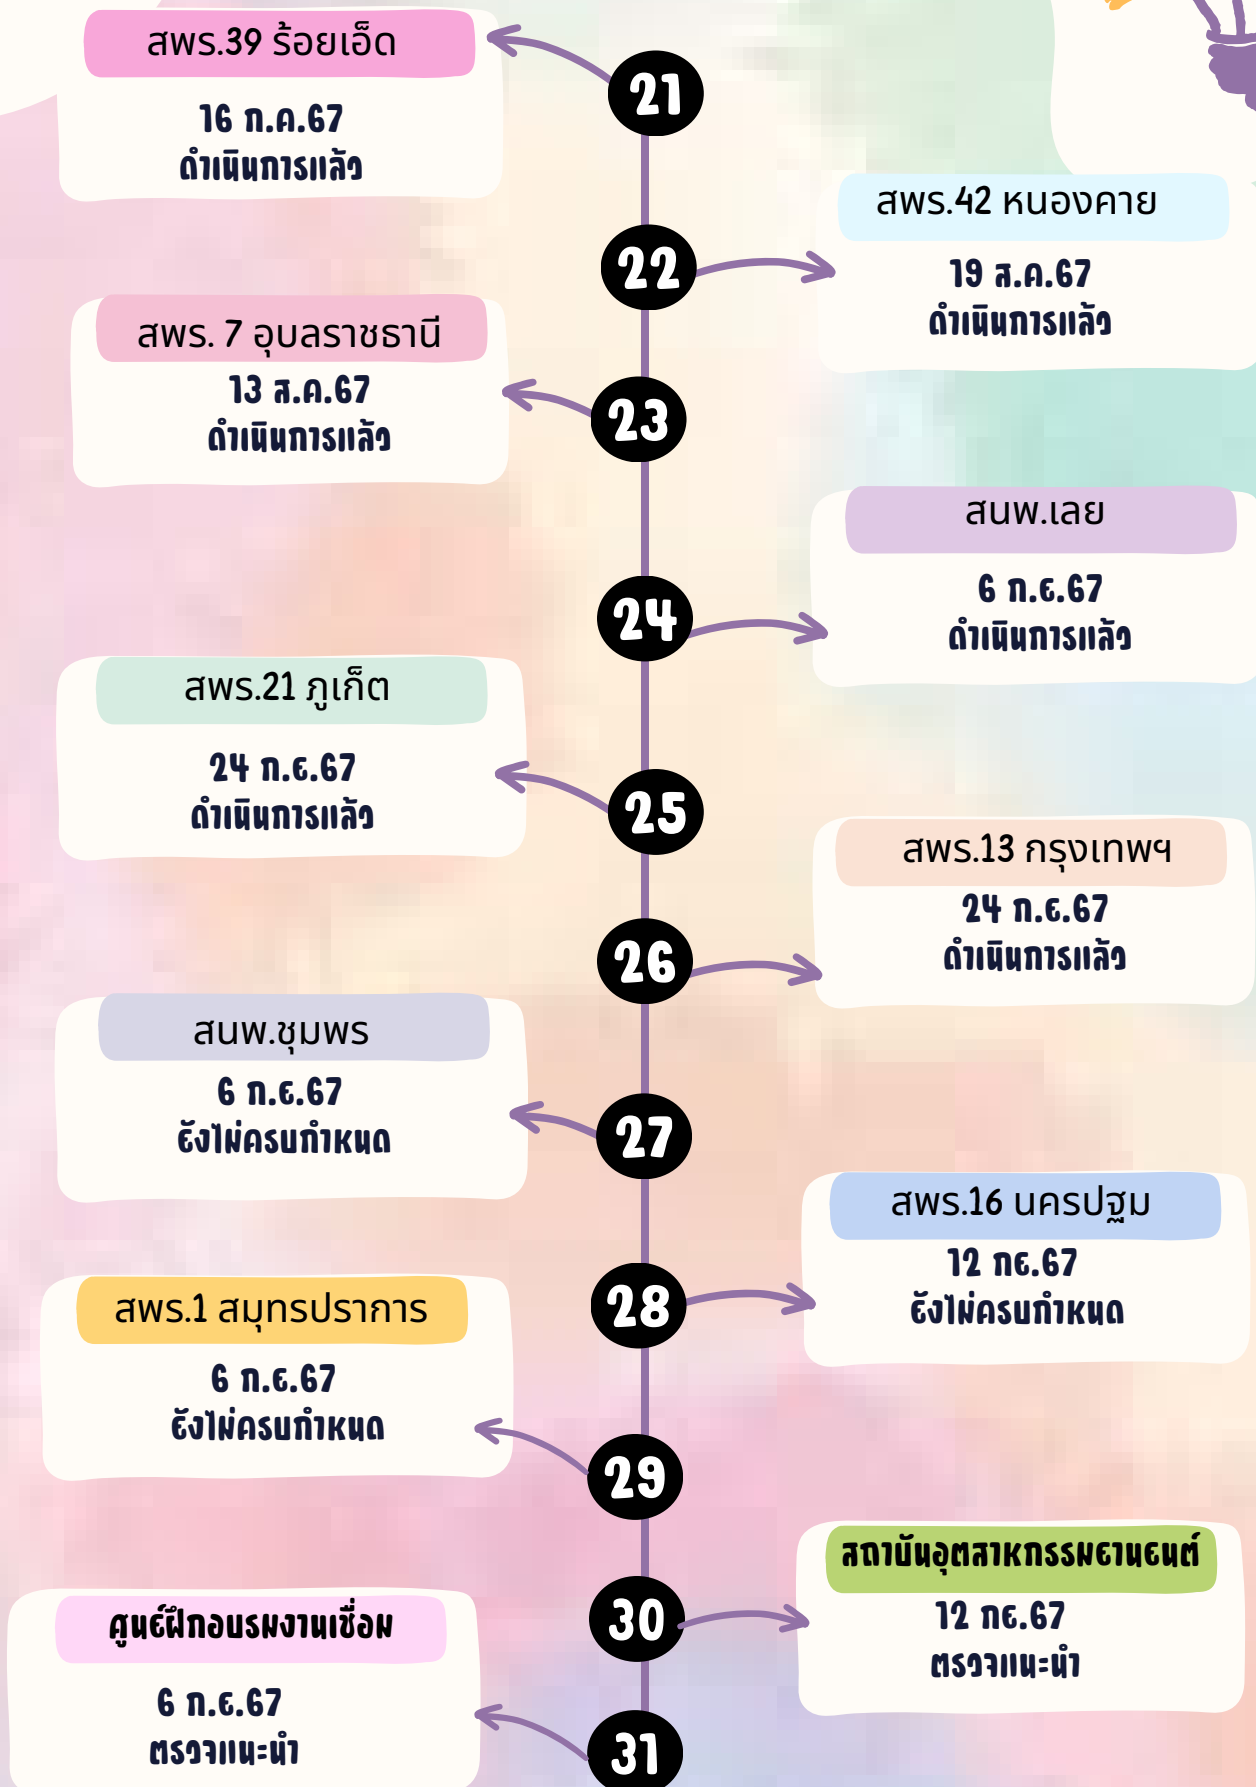 สพร.39 ร้อยเอ็ด
16 ก.ค.67
ดำเนินการแล้ว
21
สพร.42 หนองคาย
19 ส.ค.67
ดำเนินการแล้ว
22
สพร. 7 อุบลราชธานี
13 ส.ค.67
ดำเนินการแล้ว
23
สนพ.เลย
6 ก.ย.67
ดำเนินการแล้ว
24
สพร.21 ภูเก็ต
24 ก.ย.67
ดำเนินการแล้ว
25
สพร.13 กรุงเทพฯ
24 ก.ย.67
ดำเนินการแล้ว
26
สนพ.ชุมพร
6 ก.ย.67
ยังไม่ครบกำหนด
27
สพร.16 นครปฐม
12 กย.67
ยังไม่ครบกำหนด
28
สพร.1 สมุทรปราการ
6 ก.ย.67
ยังไม่ครบกำหนด
29
สถาบันอุตสาหกรรมยานยนต์
12 กย.67
ตรวจแนะนำ
30
ศูนย์ฝึกอบรมงานเชื่อม
6 ก.ย.67
ตรวจแนะนำ
31